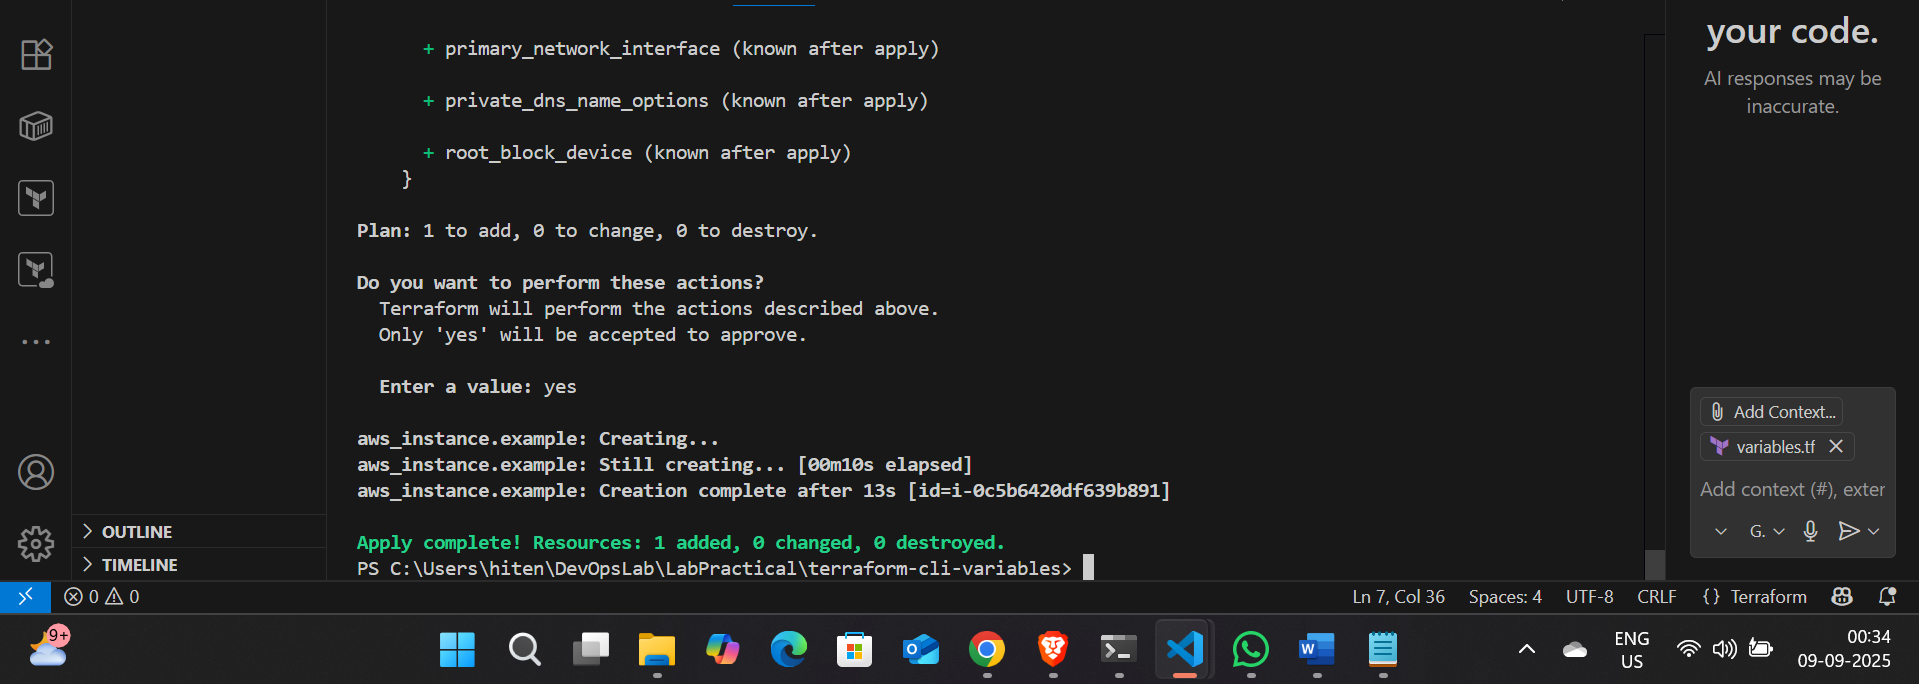 + primary_network_interface (known after apply)
+ private_dns_name_options (known after apply)
+ root_block_device (known after apply)
}
Plan: 1 to add, 0 to change, 0 to destroy.
Do you want to perform these actions?
Terraform will perform the actions described above.
Only 'yes' will be accepted to approve.
Enter a value: yes
aws_instance.example: Creating...
aws_instance.example: Still creating... [00m10s elapsed]
aws_instance.example: Creation complete after 13s [id=i-0c5b6420df639b891]
Apply complete! Resources: 1 added, 0 changed, 0 destroyed.
PS C:\Users\hiten\DevOpsLab\LabPractical\terraform-cli-variables>
OUTLINE
TIMELINE
your code.
AI responses may be
inaccurate.
Add Context...
variables.tf
Add context (#), exter
G.
0 0
Ln 7, Col 36 Spaces: 4 UTF-8 CRLF {} Terraform
9+
ENG
US
00:34
09-09-2025